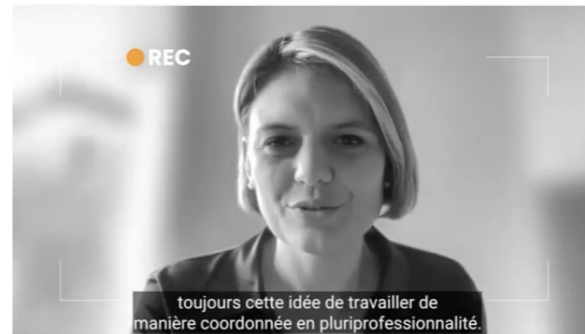 REC
toujours cette idée de travailler de
manière coordonnée en pluriprofessionnalité.